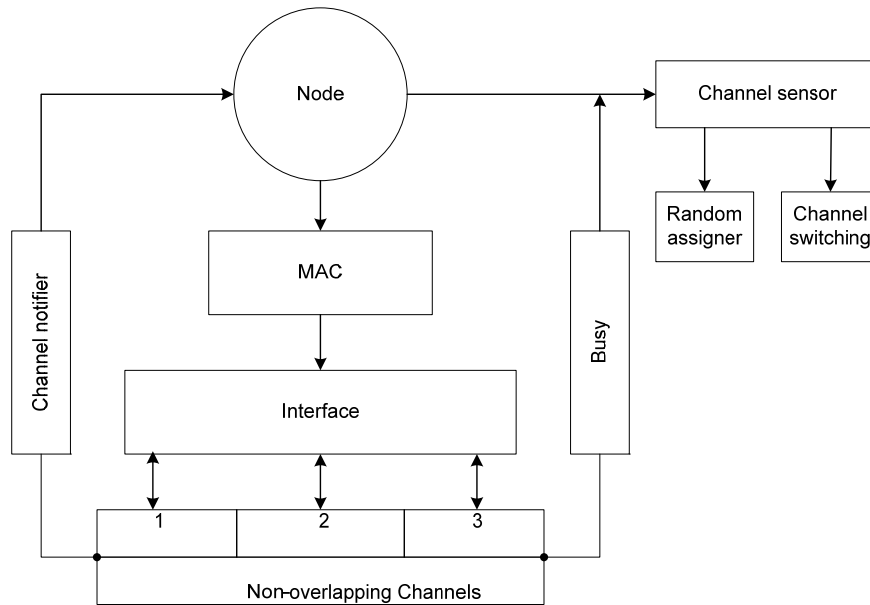 Node
Channel sensor
Random
assigner
Channel
switching
Channel notifier
MAC
Busy
Interface
1
2
3
Non-overlapping Channels